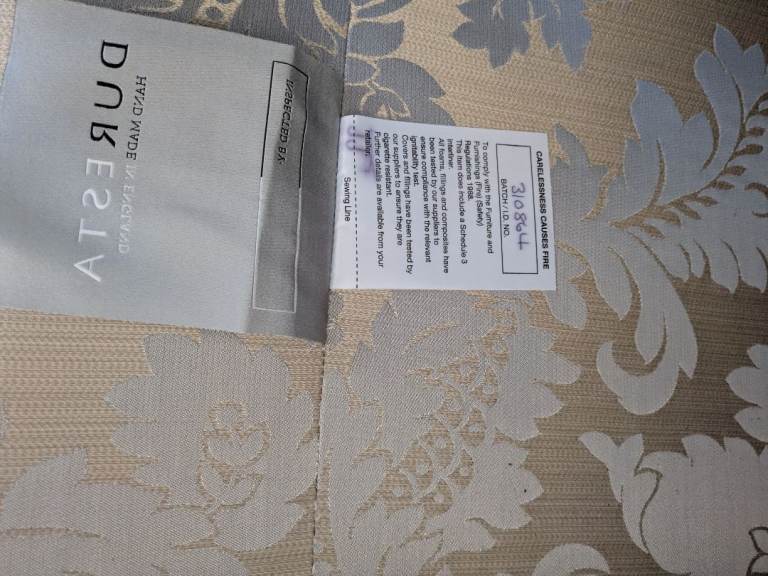 DURESTA
HAND MADE IN ENGLAND
INSPECTED BY
CARELESSNESS CAUSES FIRE
310864
BATCH / I.D. NO.
To comply with the Furniture and
Furnishings (Fire) (Safety)
Regulations 1988.
This item does include a Schedule 3
interliner.
All foams, fillings and composites have
been tested by our suppliers to
ensure compliance with the relevant
ignitability test.
Covers and fillings have been tested by
our suppliers to ensure they are
cigarette resistant.
Further details are available from your
retailer.
Sewing Line